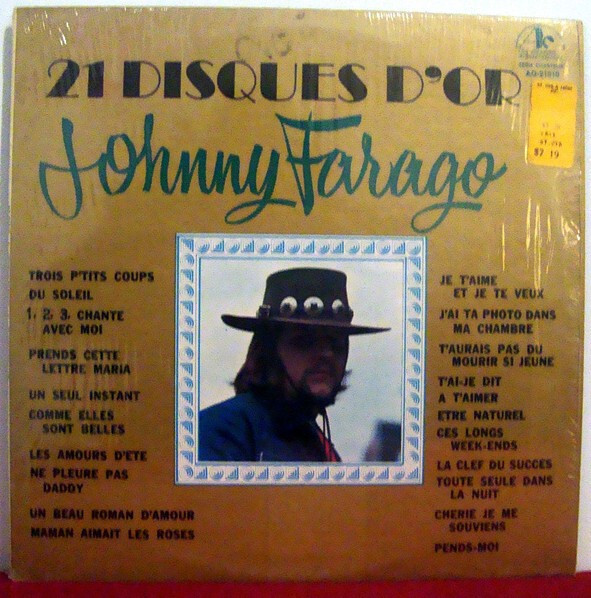 21 DISQUES D'OR
Johnny Farago
AQ-21010
$7.19
TROIS P'TITS COUPS
DU SOLEIL
1, 2, 3, CHANTE
AVEC MOI
PRENDS CETTE
LETTRE MARIA
UN SEUL INSTANT
COMME ELLES
SONT BELLES
LES AMOURS D'ETE
NE PLEURE PAS
DADDY
UN BEAU ROMAN D'AMOUR
MAMAN AIMAIT LES ROSES
JE T'AIME
ET JE TE VEUX
J'AI TA PHOTO DANS
MA CHAMBRE
T'AURAIS PAS DU
MOURIR SI JEUNE
T'AI-JE DIT
A T'AIMER
ETRE NATUREL
CES LONGS
WEEK-ENDS
LA CLEF DU SUCCES
TOUTE SEULE DANS
LA NUIT
CHERIE JE ME
SOUVIENS
PENDS-MOI